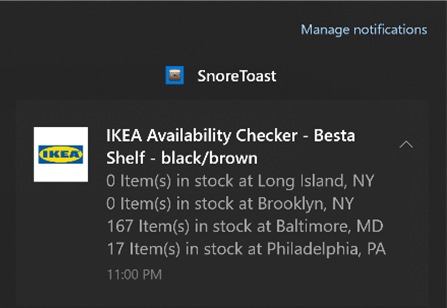 Manage notifications
SnoreToast
IKEA
IKEA Availability Checker - Besta
Shelf - black/brown
0 Item(s) in stock at Long Island, NY
0 Item(s) in stock at Brooklyn, NY
167 Item(s) in stock at Baltimore, MD
17 Item(s) in stock at Philadelphia, PA
11:00 PM